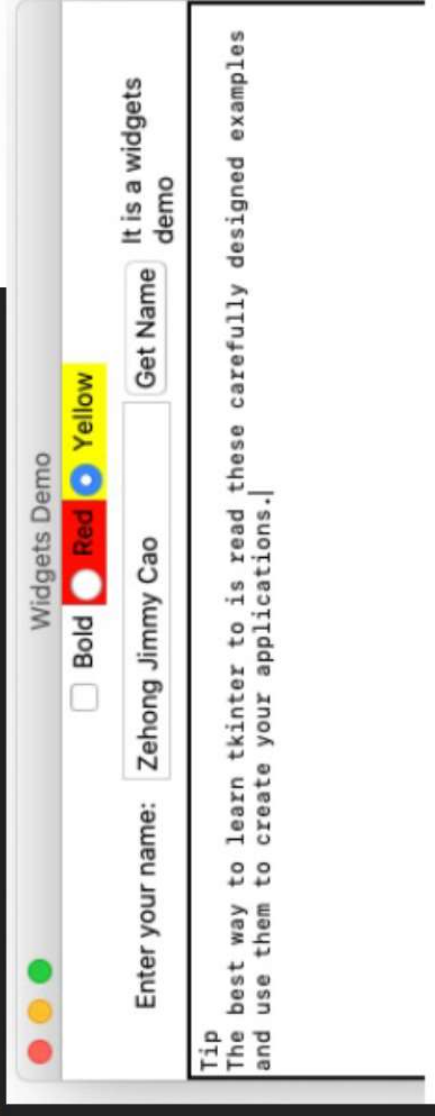 Widgets Demo
Bold Red Yellow
Enter your name: Zehong Jimmy Cao Get Name It is a widgets
demo
Tip
The best way to learn tkinter to is read these carefully designed examples
and use them to create your applications.